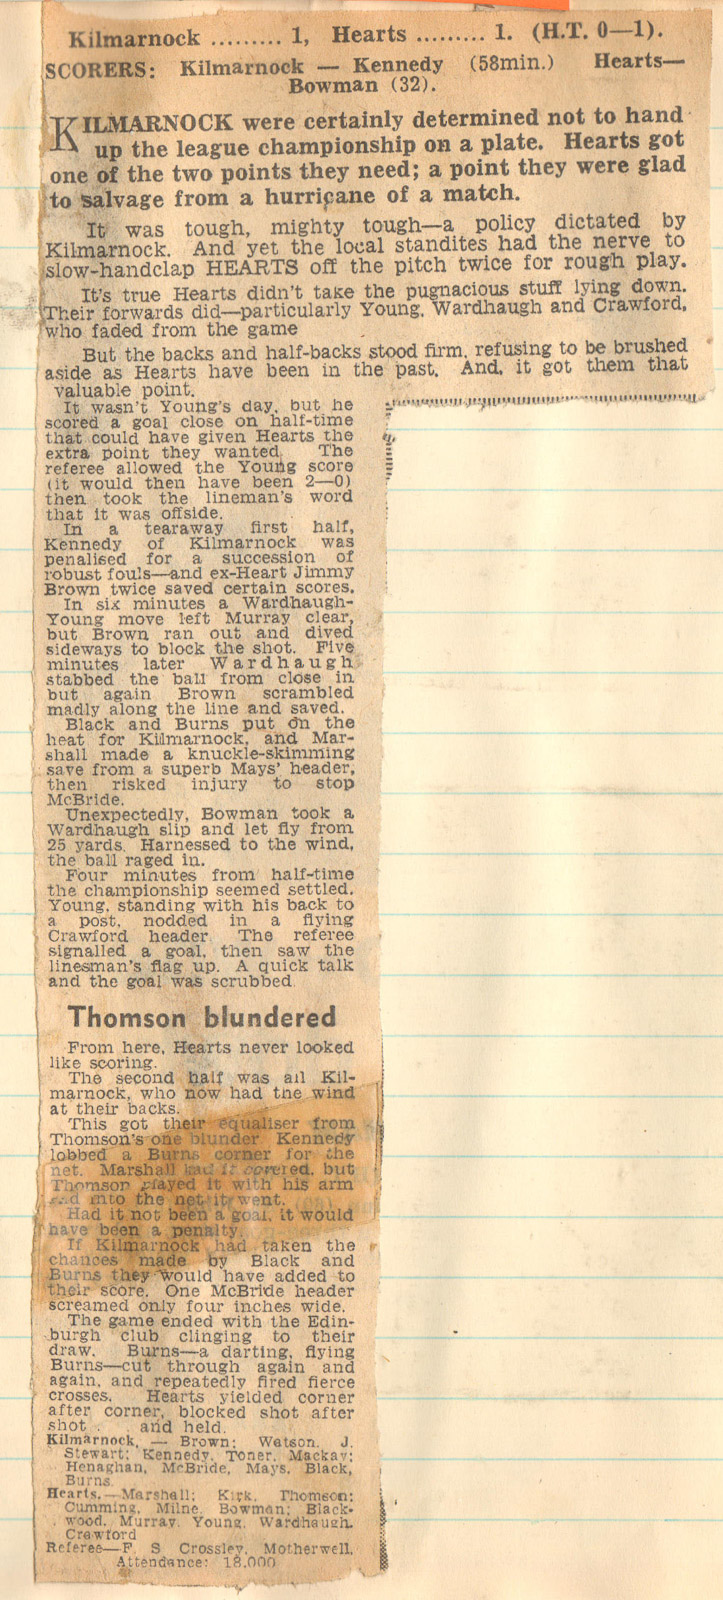 Kilmarnock ......... 1, Hearts ......... 1. (H.T. 0—1).
SCORERS: Kilmarnock — Kennedy (58min.) Hearts—
Bowman (32).
KILMARNOCK were certainly determined not to hand
up the league championship on a plate. Hearts got
one of the two points they need; a point they were glad
to salvage from a hurricane of a match.
It was tough, mighty tough—a policy dictated by
Kilmarnock. And yet the local standites had the nerve to
slow-handclap HEARTS off the pitch twice for rough play.
It's true Hearts didn't take the pugnacious stuff lying down.
Their forwards did—particularly Young, Wardhaugh and Crawford,
who faded from the game
But the backs and half-backs stood firm, refusing to be brushed
aside as Hearts have been in the past. And, it got them that
valuable point.
It wasn't Young's day, but he
scored a goal close on half-time
that could have given Hearts the
extra point they wanted. The
referee allowed the Young score
(it would then have been 2—0)
then took the lineman's word
that it was offside.
In a tearaway first half,
Kennedy of Kilmarnock was
penalised for a succession of
robust fouls—and ex-Heart Jimmy
Brown twice saved certain scores.
In six minutes a Wardhaugh-
Young move left Murray clear,
but Brown ran out and dived
sideways to block the shot. Five
minutes later Wardhaugh
stabbed the ball from close in
but again Brown scrambled
madly along the line and saved.
Black and Burns put on the
heat for Kilmarnock, and Mar-
shall made a knuckle-skimming
save from a superb Mays' header,
then risked injury to stop
McBride.
Unexpectedly, Bowman took a
Wardhaugh slip and let fly from
25 yards. Harnessed to the wind,
the ball raged in.
Four minutes from half-time
the championship seemed settled.
Young, standing with his back to
a post, nodded in a flying
Crawford header. The referee
signalled a goal, then saw the
linesman's flag up. A quick talk
and the goal was scrubbed.
Thomson blundered
From here, Hearts never looked
like scoring.
The second half was all Kil-
marnock, who now had the wind
at their backs.
This got their equaliser from
Thomson's one blunder. Kennedy
lobbed a Burns corner for the
net. Marshall had it covered, but
Thomson played it with his arm
and into the net it went.
Had it not been a goal, it would
have been a penalty.
If Kilmarnock had taken the
chances made by Black and
Burns they would have added to
their score. One McBride header
screamed only four inches wide.
The game ended with the Edin-
burgh club clinging to their
draw. Burns—a darting, flying
Burns—cut through again and
again, and repeatedly fired fierce
crosses. Hearts yielded corner
after corner, blocked shot after
shot . . and held.
Kilmarnock. — Brown; Watson, J.
Stewart; Kennedy, Toner, Mackay;
Henaghan, McBride, Mays, Black,
Burns.
Hearts.—Marshall; Kirk, Thomson;
Cumming, Milne, Bowman; Black-
wood, Murray, Young, Wardhaugh,
Crawford
Referee—F. S Crossley, Motherwell.
Attendance: 18,000